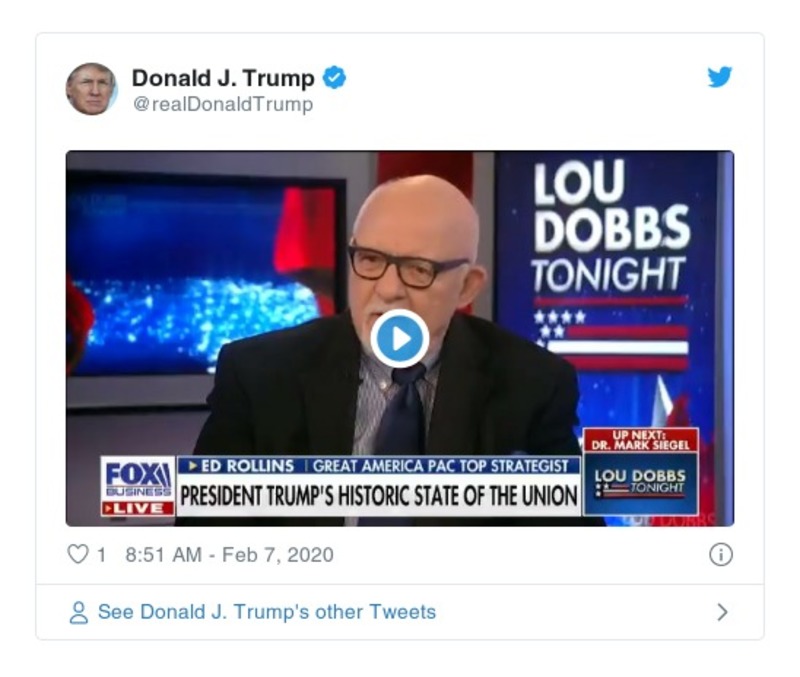 Donald J. Trump
@realDonaldTrump
LOU
DOBBS
TONIGHT
UP NEXT:
DR. MARK SIEGEL
ED ROLLINS | GREAT AMERICA PAC TOP STRATEGIST
FOX
BUSINESS
LIVE
PRESIDENT TRUMP'S HISTORIC STATE OF THE UNION
LOU DOBBS
TONIGHT
1 8:51 AM - Feb 7, 2020
See Donald J. Trump's other Tweets